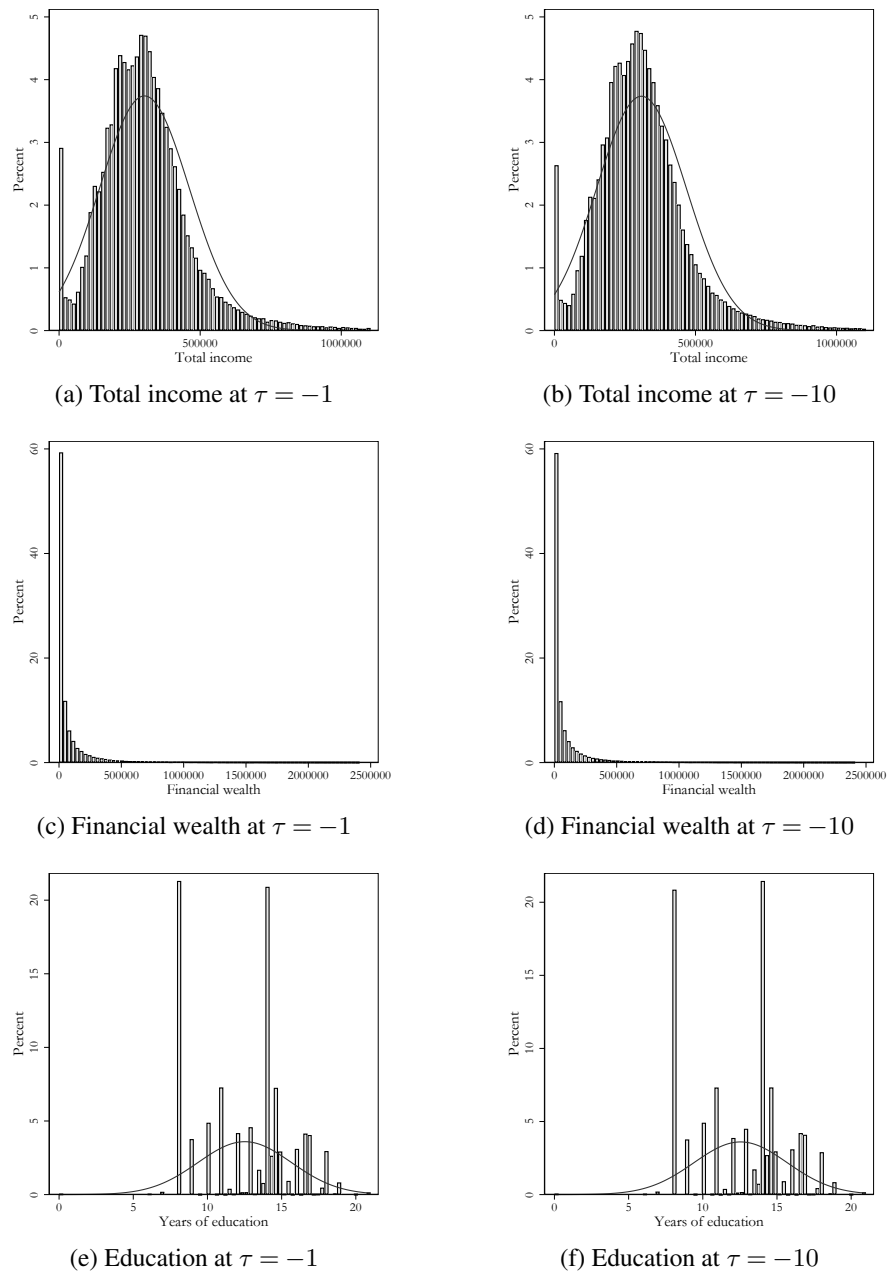 5
4
3
2
1
0
Percent
0 500000 1000000
Total income
(a) Total income at τ = −1
5
4
3
2
1
0
Percent
0 500000 1000000
Total income
(b) Total income at τ = −10
60
40
20
0
Percent
0 500000 1000000 1500000 2000000 2500000
Financial wealth
(c) Financial wealth at τ = −1
60
40
20
0
Percent
0 500000 1000000 1500000 2000000 2500000
Financial wealth
(d) Financial wealth at τ = −10
20
15
10
5
0
Percent
0 5 10 15 20
Years of education
(e) Education at τ = −1
20
15
10
5
0
Percent
0 5 10 15 20
Years of education
(f) Education at τ = −10